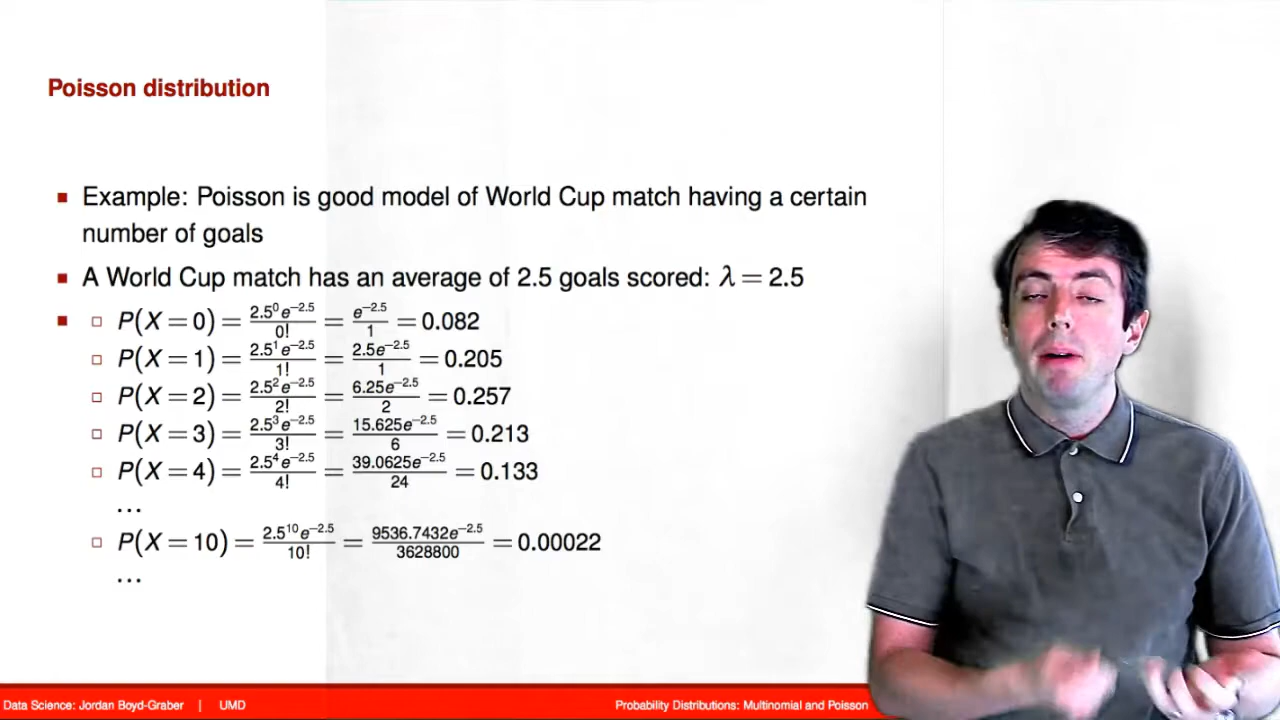 Poisson distribution
Example: Poisson is good model of World Cup match having a certain
number of goals
A World Cup match has an average of 2.5 goals scored: λ = 2.5
P(X = 0) = 2.5⁰e^−2.5 / 0! = e^−2.5 / 1 = 0.082
P(X = 1) = 2.5¹e^−2.5 / 1! = 2.5e^−2.5 / 1 = 0.205
P(X = 2) = 2.5²e^−2.5 / 2! = 6.25e^−2.5 / 2 = 0.257
P(X = 3) = 2.5³e^−2.5 / 3! = 15.625e^−2.5 / 6 = 0.213
P(X = 4) = 2.5⁴e^−2.5 / 4! = 39.0625e^−2.5 / 24 = 0.133
...
P(X = 10) = 2.5¹⁰e^−2.5 / 10! = 9536.7432e^−2.5 / 3628800 = 0.00022
...
Data Science: Jordan Boyd-Graber | UMD
Probability Distributions: Multinomial and Poisson